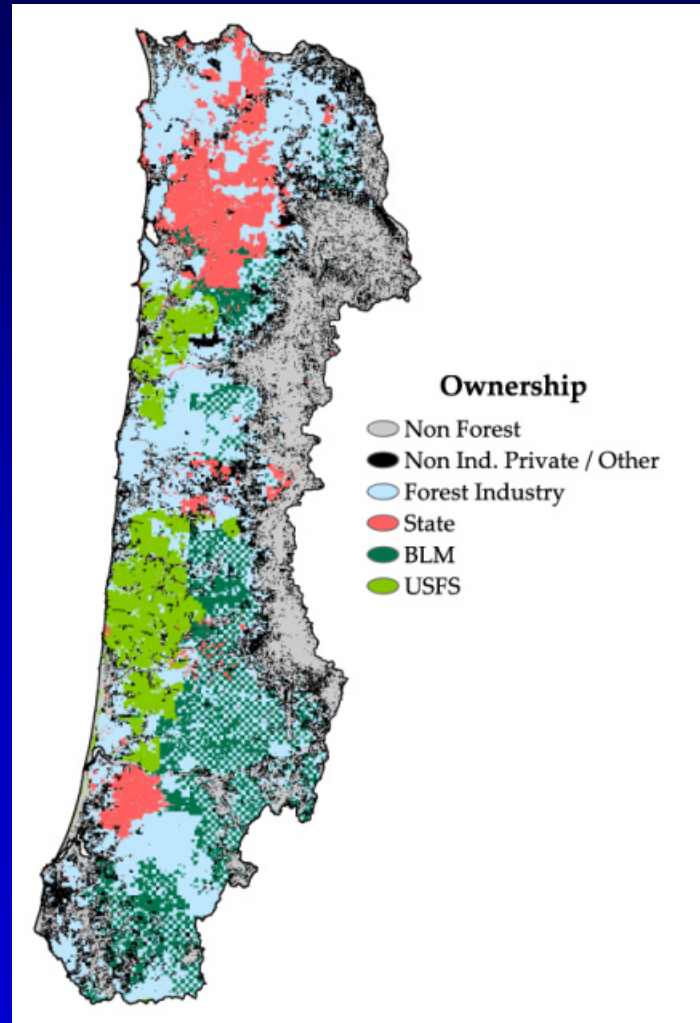 Ownership
Non Forest
Non Ind. Private / Other
Forest Industry
State
BLM
USFS